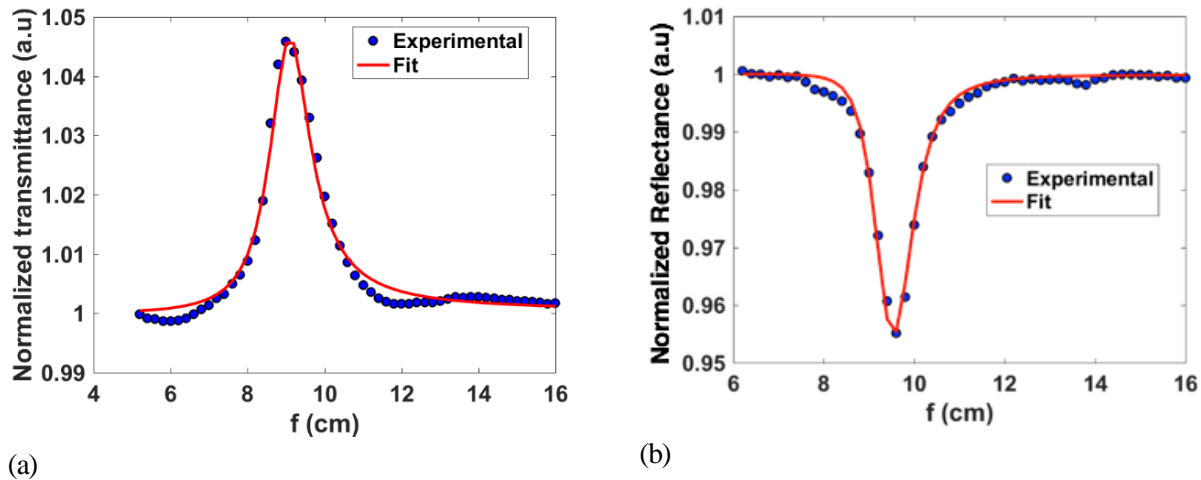 1.05
1.04
1.03
1.02
1.01
1
0.99
Normalized transmittance (a.u)
Experimental
Fit
4 6 8 10 12 14 16
f (cm)
(a)
1.01
1
0.99
0.98
0.97
0.96
0.95
Normalized Reflectance (a.u)
Experimental
Fit
6 8 10 12 14 16
f (cm)
(b)